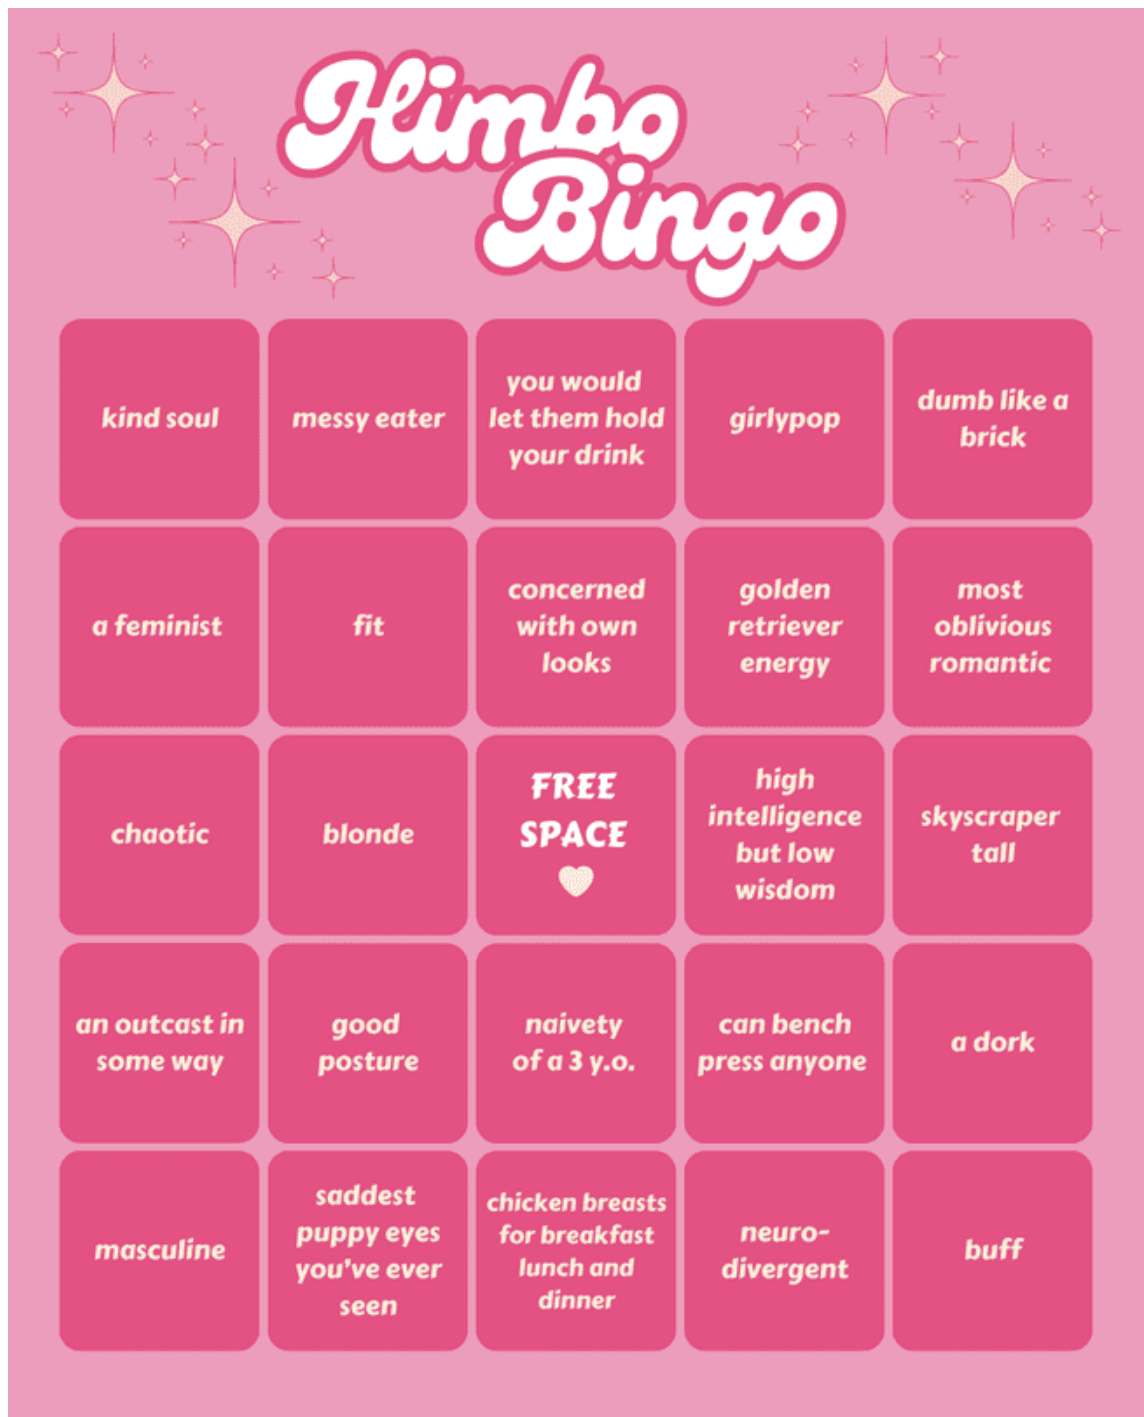 Himbo
Bingo
kind soul
messy eater
you would
let them hold
your drink
girlypop
dumb like a
brick
a feminist
fit
concerned
with own
looks
golden
retriever
energy
most
oblivious
romantic
chaotic
blonde
FREE
SPACE
high
intelligence
but low
wisdom
skyscraper
tall
an outcast in
some way
good
posture
naivety
of a 3 y.o.
can bench
press anyone
a dork
masculine
saddest
puppy eyes
you've ever
seen
chicken breasts
for breakfast
lunch and
dinner
neuro-
divergent
buff